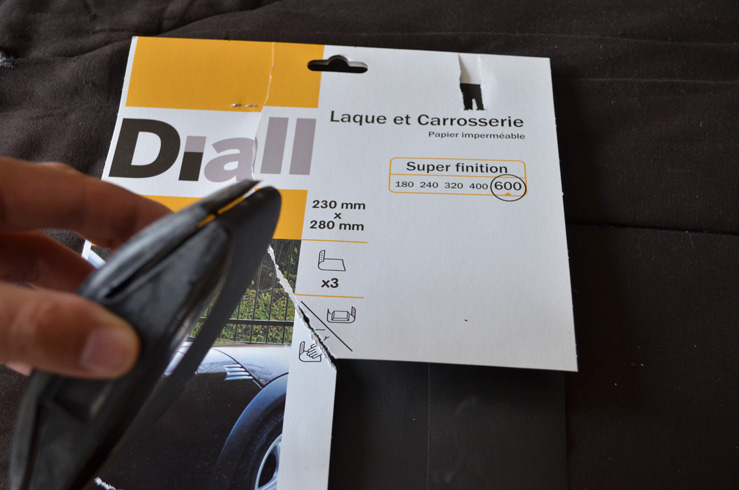 Diall
Laque et Carrosserie
Papier imperméable
Super finition
180 240 320 400 600
230 mm
x
280 mm
x3